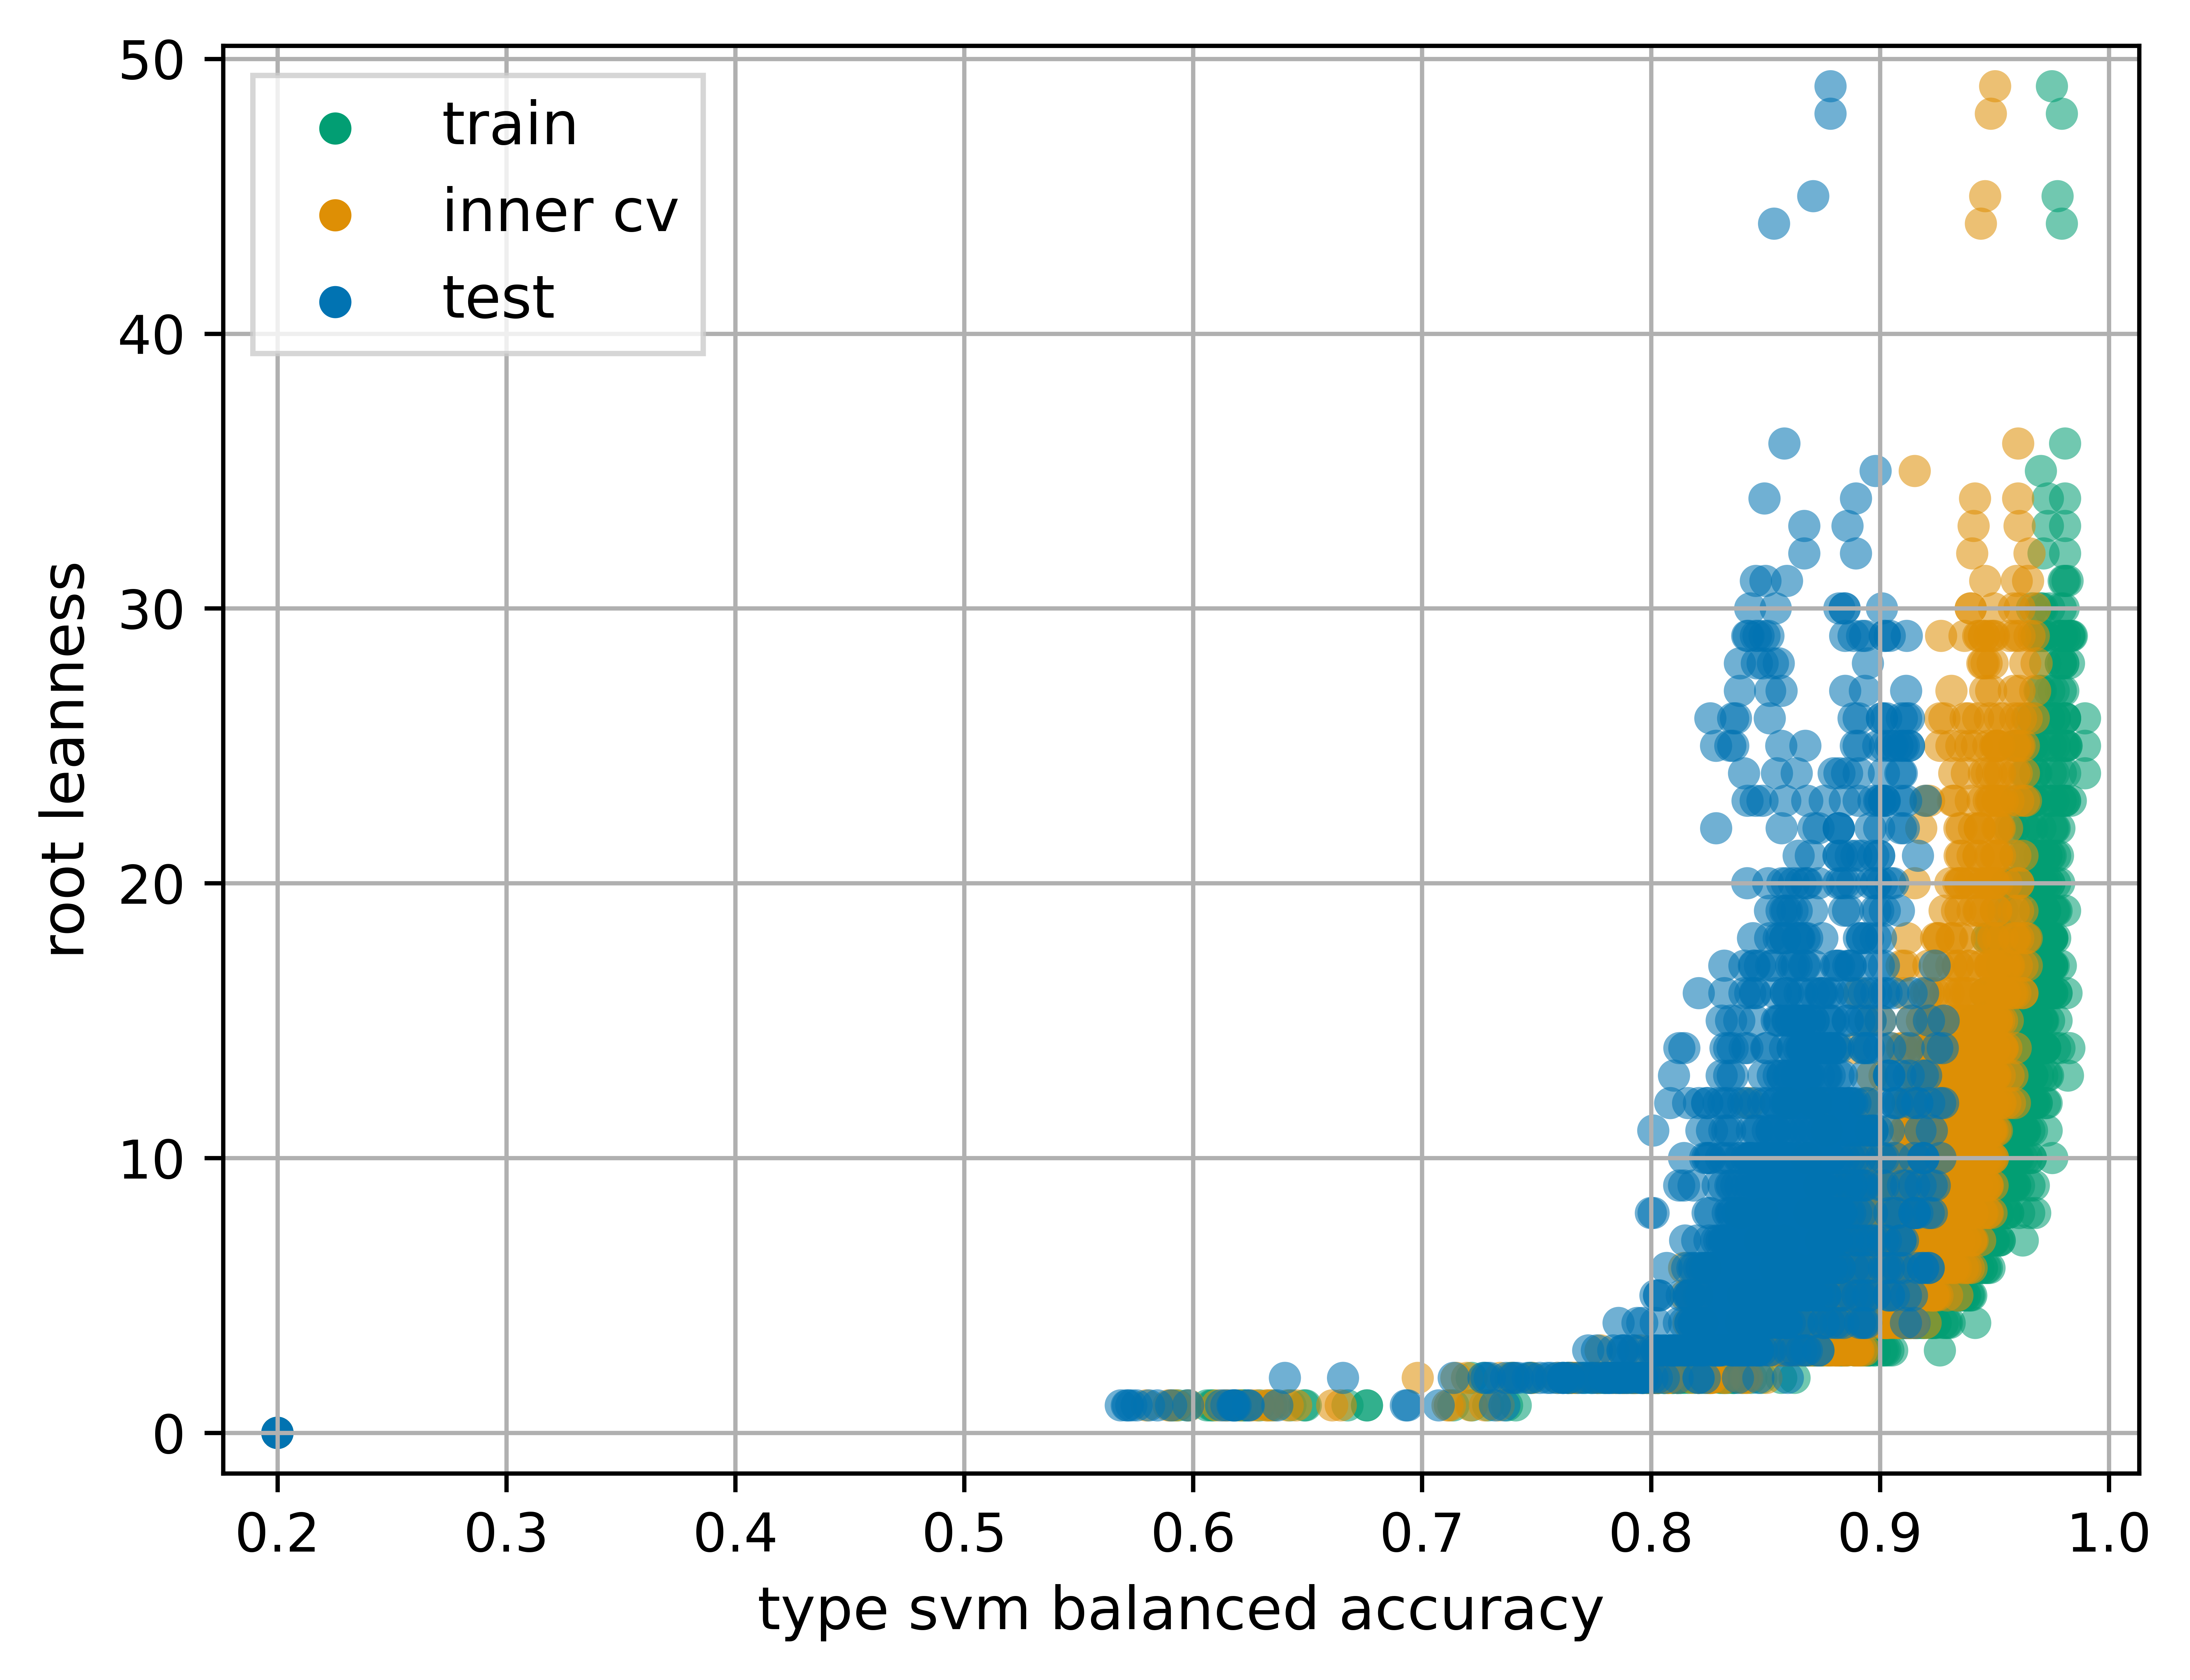 50
40
30
20
10
0
root leanness
train
inner cv
test
0.2 0.3 0.4 0.5 0.6 0.7 0.8 0.9 1.0
type svm balanced accuracy